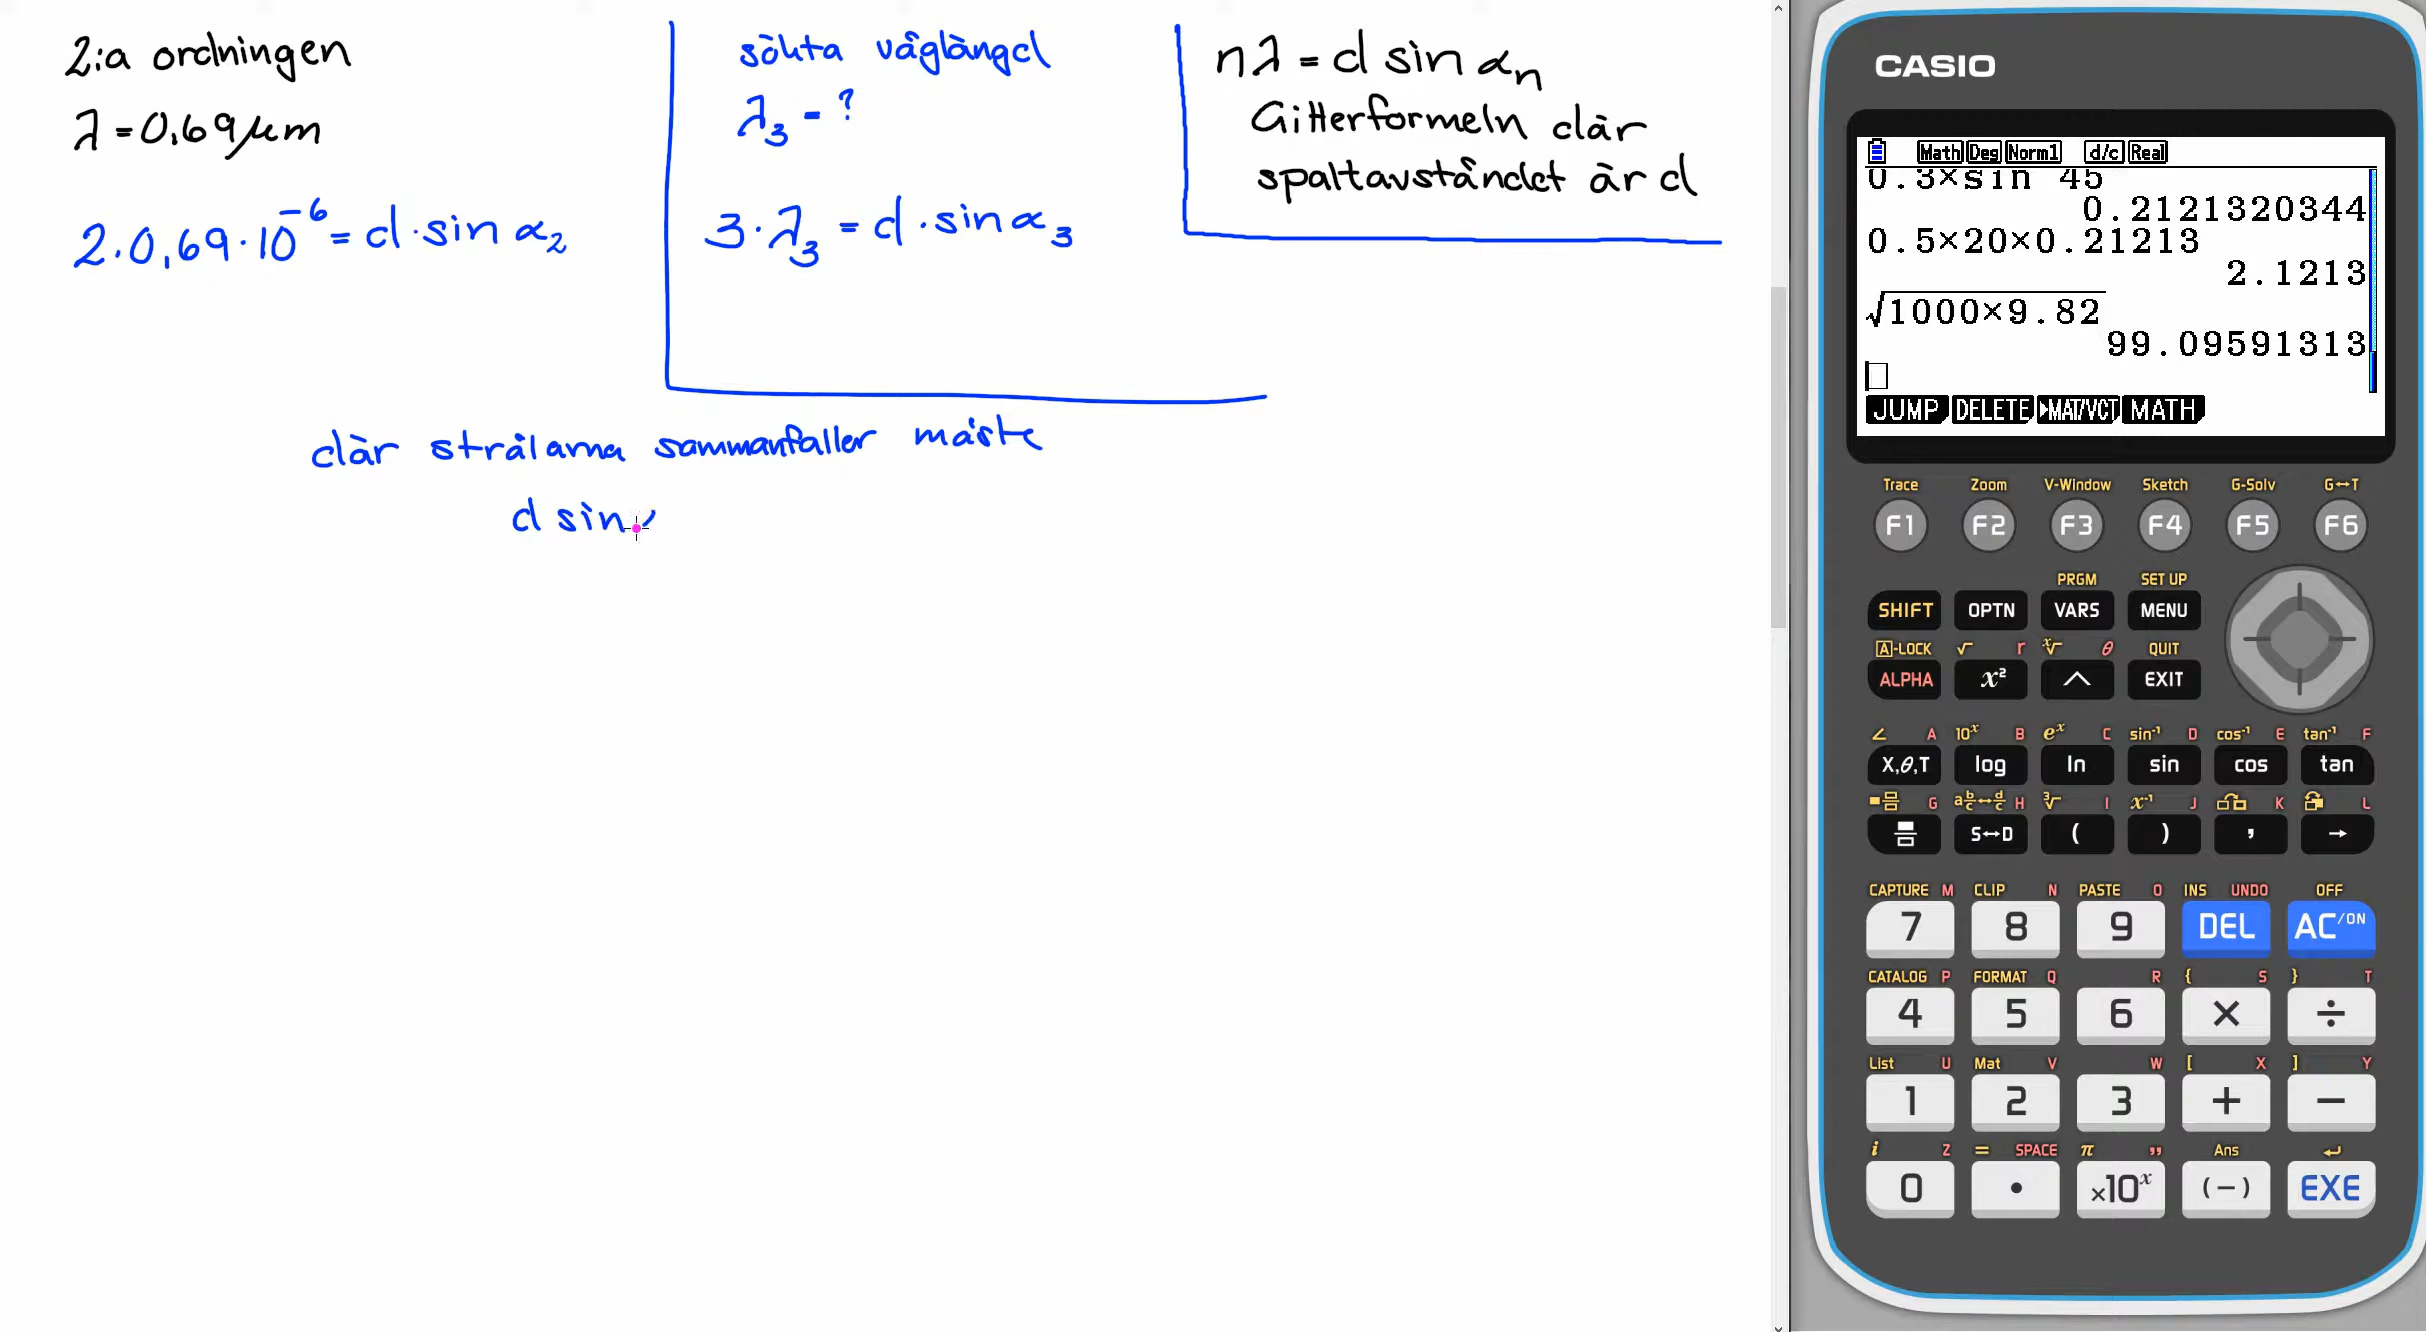 2:a ordningen
λ = 0,69 μm
2·0,69·10⁻⁶ = d·sin α₂
sökta våglängd
λ₃ = ?
3·λ₃ = d·sin α₃
nλ = d sin αₙ
Gitterformeln där
spaltavståndet är d
där strålarna sammanfaller måste
d sin
CASIO
Math Deg Norm1 d/c Real
0.3×sin 45
0.2121320344
0.5×20×0.21213
2.1213
√1000×9.82
99.09591313
JUMP DELETE ►MAT/VCT MATH
Trace Zoom V-Window Sketch G-Solv G↔T
F1 F2 F3 F4 F5 F6
PRGM SET UP
SHIFT OPTN VARS MENU
A-LOCK √ r ˣ√ θ QUIT
ALPHA x² ^ EXIT
∠ A 10ˣ B eˣ C sin⁻¹ D cos⁻¹ E tan⁻¹ F
X,θ,T log ln sin cos tan
G a b/c↔d/c H ³√ I x⁻¹ J K L
S↔D ( ) , →
CAPTURE M CLIP N PASTE O INS UNDO OFF
7 8 9 DEL AC/ON
CATALOG P FORMAT Q R { S } T
4 5 6 × ÷
List U Mat V W [ X ] Y
1 2 3 + −
i Z = SPACE π " Ans ↵
0 • ×10ˣ (−) EXE